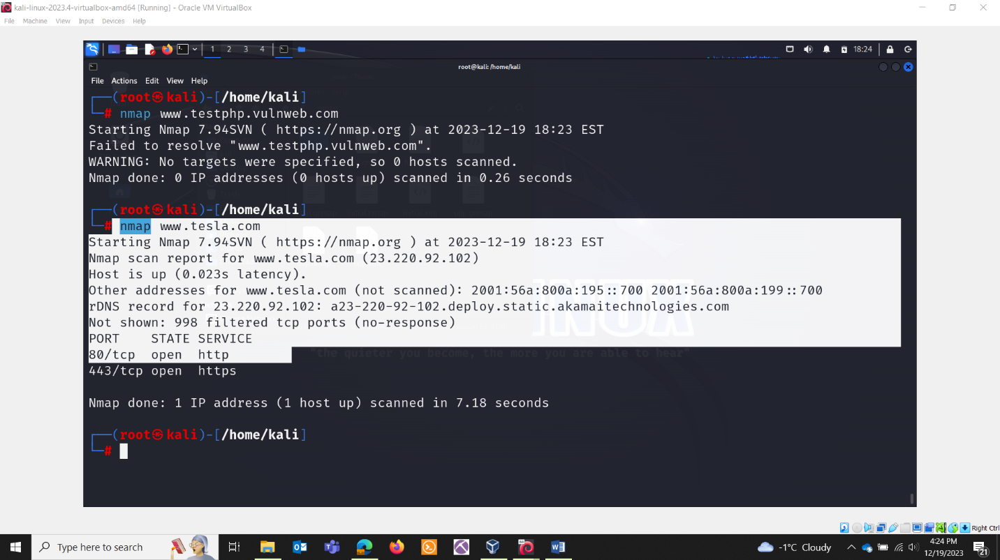 kali-linux-2023.4-virtualbox-amd64 [Running] - Oracle VM VirtualBox
File Machine View Input Devices Help
1 2 3 4
18:24
root@kali: /home/kali
File Actions Edit View Help
┌──(root㉿kali)-[/home/kali]
└─# nmap www.testphp.vulnweb.com
Starting Nmap 7.94SVN ( https://nmap.org ) at 2023-12-19 18:23 EST
Failed to resolve "www.testphp.vulnweb.com".
WARNING: No targets were specified, so 0 hosts scanned.
Nmap done: 0 IP addresses (0 hosts up) scanned in 0.26 seconds
┌──(root㉿kali)-[/home/kali]
└─# nmap www.tesla.com
Starting Nmap 7.94SVN ( https://nmap.org ) at 2023-12-19 18:23 EST
Nmap scan report for www.tesla.com (23.220.92.102)
Host is up (0.023s latency).
Other addresses for www.tesla.com (not scanned): 2001:56a:800a:195::700 2001:56a:800a:199::700
rDNS record for 23.220.92.102: a23-220-92-102.deploy.static.akamaitechnologies.com
Not shown: 998 filtered tcp ports (no-response)
PORT STATE SERVICE
80/tcp open http
"the quieter you become, the more you are able to hear"
443/tcp open https
Nmap done: 1 IP address (1 host up) scanned in 7.18 seconds
┌──(root㉿kali)-[/home/kali]
└─#
Right Ctrl
Type here to search
-1°C Cloudy
4:24 PM
12/19/2023
21